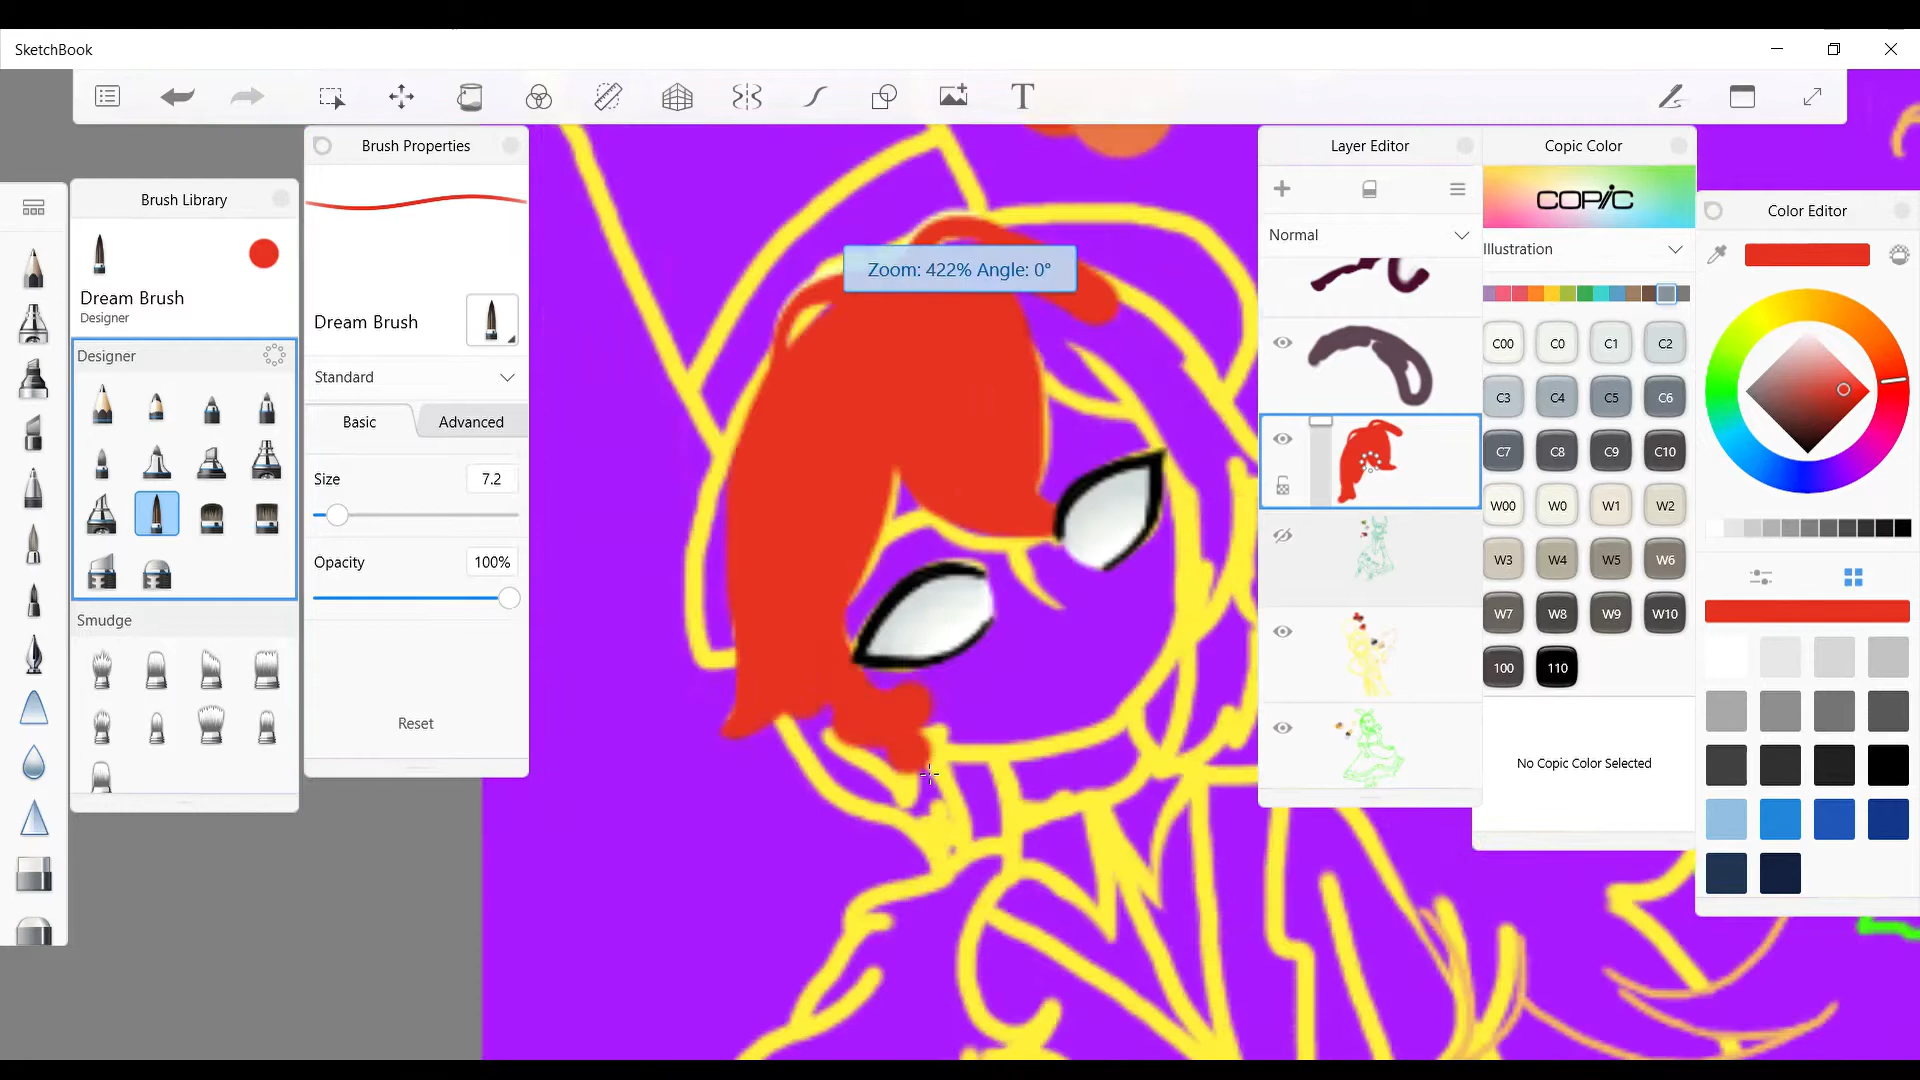 SketchBook
Brush Properties
Layer Editor
Copic Color
Brush Library
COPIC
Color Editor
Normal
Illustration
Zoom: 422% Angle: 0°
Dream Brush
Designer
Dream Brush
Designer
Standard
Basic
Advanced
Size
7.2
Opacity
100%
Smudge
Reset
C00 C0 C1 C2
C3 C4 C5 C6
C7 C8 C9 C10
W00 W0 W1 W2
W3 W4 W5 W6
W7 W8 W9 W10
100 110
No Copic Color Selected